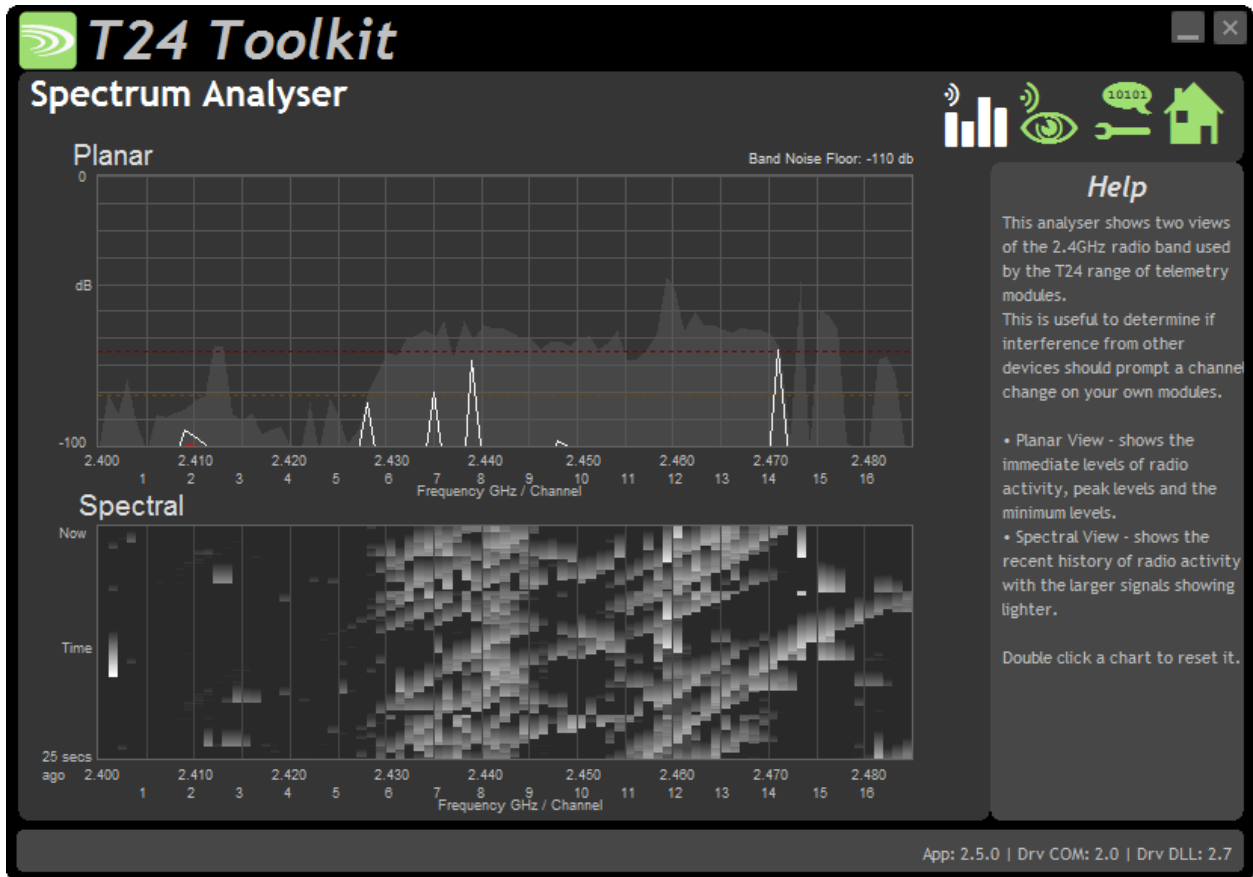 T24 Toolkit
Spectrum Analyser
10101
Planar
Band Noise Floor: -110 db
0
dB
-100
2.400 2.410 2.420 2.430 2.440 2.450 2.460 2.470 2.480
1 2 3 4 5 6 7 8 9 10 11 12 13 14 15 16
Frequency GHz / Channel
Spectral
Now
Time
25 secs
ago 2.400 2.410 2.420 2.430 2.440 2.450 2.460 2.470 2.480
1 2 3 4 5 6 7 8 9 10 11 12 13 14 15 16
Frequency GHz / Channel
Help
This analyser shows two views
of the 2.4GHz radio band used
by the T24 range of telemetry
modules.
This is useful to determine if
interference from other
devices should prompt a channel
change on your own modules.
• Planar View - shows the
immediate levels of radio
activity, peak levels and the
minimum levels.
• Spectral View - shows the
recent history of radio activity
with the larger signals showing
lighter.
Double click a chart to reset it.
App: 2.5.0 | Drv COM: 2.0 | Drv DLL: 2.7